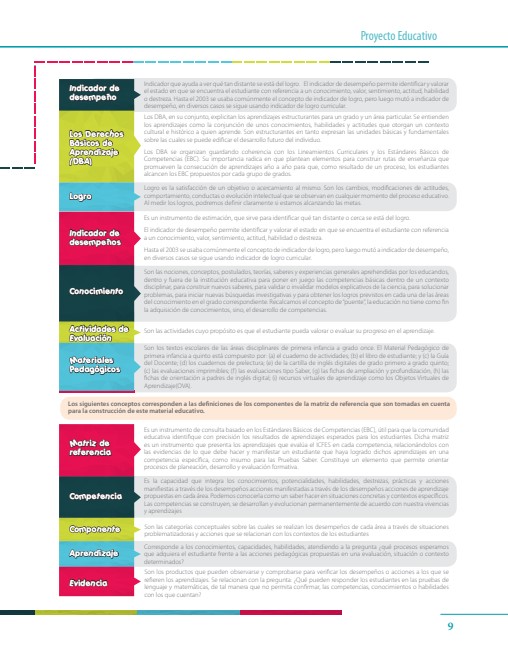 Proyecto Educativo
Indicador de
desempeño
Indicador que ayuda a ver qué tan distante se está del logro. El indicador de desempeño permite identificar y valorar
el estado en que se encuentra el estudiante con referencia a un conocimiento, valor, sentimiento, actitud, habilidad
o destreza. Hasta el 2003 se usaba comúnmente el concepto de indicador de logro, pero luego mutó a indicador de
desempeño, en diversos casos se sigue usando indicador de logro curricular
Los Derechos
Básicos de
Aprendizaje
(DBA)
Los DBA, en su conjunto, explicitan los aprendizajes estructurantes para un grado y un área particular. Se entienden
los aprendizajes como la conjunción de unos conocimientos, habilidades y actitudes que otorgan un contexto
cultural e histórico a quien aprende. Son estructurantes en tanto expresan las unidades básicas y fundamentales
sobre las cuales se puede edificar el desarrollo futuro del individuo.
Los DBA se organizan guardando coherencia con los Lineamientos Curriculares y los Estándares Básicos de
Competencias (EBC). Su importancia radica en que plantean elementos para construir rutas de enseñanza que
promueven la consecución de aprendizajes año a año para que, como resultado de un proceso, los estudiantes
alcancen los EBC propuestos por cada grupo de grados.
Logro
Logro es la satisfacción de un objetivo o acercamiento al mismo. Son los cambios, modificaciones de actitudes,
comportamiento, conductas o evolución intelectual que se observan en cualquier momento del proceso educativo.
Al medir los logros, podremos definir claramente si estamos alcanzando las metas.
Indicador de
desempeños
Es un instrumento de estimación, que sirve para identificar qué tan distante o cerca se está del logro.
El indicador de desempeño permite identificar y valorar el estado en que se encuentra el estudiante con referencia
a un conocimiento, valor, sentimiento, actitud, habilidad o destreza.
Hasta el 2003 se usaba comúnmente el concepto de indicador de logro, pero luego mutó a indicador de desempeño,
en diversos casos se sigue usando indicador de logro curricular
Conocimiento
Son las nociones, conceptos, postulados, teorías, saberes y experiencias generales aprehendidas por los educandos,
dentro y fuera de la institución educativa para poner en juego las competencias básicas dentro de un contexto
disciplinar, para construir nuevos saberes, para validar o invalidar modelos explicativos de la ciencia, para solucionar
problemas, para iniciar nuevas búsquedas investigativas y para obtener los logros previstos en cada una de las áreas
del conocimiento en el grado correspondiente. Recalcamos el concepto de "puente", la educación no tiene como fin
la adquisición de conocimientos, sino, el desarrollo de competencias.
Actividades de
Evaluación
Son las actividades cuyo propósito es que el estudiante pueda valorar o evaluar su progreso en el aprendizaje.
Materiales
Pedagógicos
Son los textos escolares de las áreas disciplinares de primera infancia a grado once. El Material Pedagógico de
primera infancia a quinto está compuesto por: (a) el cuaderno de actividades; (b) el libro de estudiante; y (c) la Guía
del Docente; (d) los cuadernos de prelectura; (e) de la cartilla de inglés digitales de grado primero a grado quinto;
(c) las evaluaciones imprimibles; (f) las evaluaciones tipo Saber, (g) las fichas de ampliación y profundización, (h) las
fichas de orientación a padres de inglés digital, (i) recursos virtuales de aprendizaje como los Objetos Virtuales de
Aprendizaje(OVA) .
Los siguientes conceptos corresponden a las definiciones de los componentes de la matriz de referencia que son tomadas en cuenta
para la construcción de este material educativo.
Matriz de
referencia
Es un instrumento de consulta basado en los Estándares Básicos de Competencias (EBC), útil para que la comunidad
educativa identifique con precisión los resultados de aprendizajes esperados para los estudiantes. Dicha matriz
es un instrumento que presenta los aprendizajes que evalúa el ICFES en cada competencia, relacionándolos con
las evidencias de lo que debe hacer y manifestar un estudiante que haya logrado dichos aprendizajes en una
competencia específica, como insumo para las Pruebas Saber. Constituye un elemento que permite orientar
procesos de planeación, desarrollo y evaluación formativa.
Competencia
Es la capacidad que integra los conocimientos, potencialidades, habilidades, destrezas, prácticas y acciones
manifiestas a través de los desempeños acciones manifestadas a través de los desempeños acciones de aprendizaje
propuestas en cada área. Podemos conocerla como un saber hacer en situaciones concretas y contextos específicos.
Las competencias se construyen, se desarrollan y evolucionan permanentemente de acuerdo con nuestra vivencias
y aprendizajes
Componente
Son las categorías conceptuales sobre las cuales se realizan los desempeños de cada área a través de situaciones
problematizadoras y acciones que se relacionan con los contextos de los estudiantes
Aprendizaje
Corresponde a los conocimientos, capacidades, habilidades, atendiendo a la pregunta ¿qué procesos esperamos
que adquiera el estudiante frente a las acciones pedagógicas propuestas en una evaluación, situación o contexto
determinados?
Evidencia
Son los productos que pueden observarse y comprobarse para verificar los desempeños o acciones a los que se
refieren los aprendizajes. Se relacionan con la pregunta: ¿Qué pueden responder los estudiantes en las pruebas de
lenguaje y matemáticas, de tal manera que no permita confirmar, las competencias, conocimientos o habilidades
con los que cuentan?
9